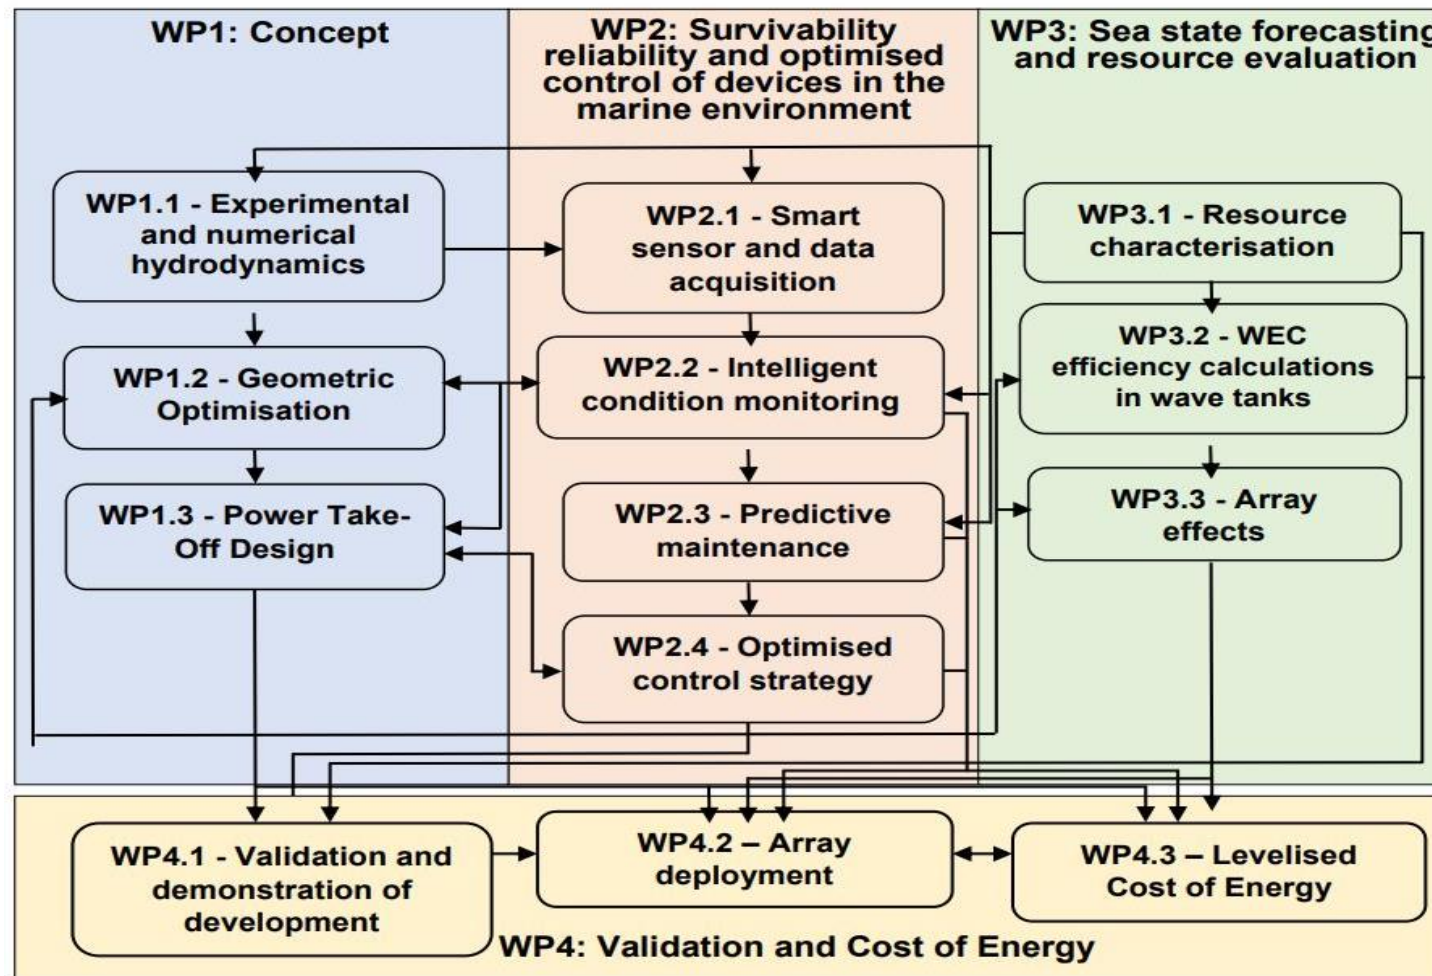 WP1: Concept
WP2: Survivability
reliability and optimised
control of devices in the
marine environment
WP3: Sea state forecasting
and resource evaluation
WP1.1 - Experimental
and numerical
hydrodynamics
WP1.2 - Geometric
Optimisation
WP1.3 - Power Take-
Off Design
WP2.1 - Smart
sensor and data
acquisition
WP2.2 - Intelligent
condition monitoring
WP2.3 - Predictive
maintenance
WP2.4 - Optimised
control strategy
WP3.1 - Resource
characterisation
WP3.2 - WEC
efficiency calculations
in wave tanks
WP3.3 - Array
effects
WP4.1 - Validation and
demonstration of
development
WP4.2 – Array
deployment
WP4.3 – Levelised
Cost of Energy
WP4: Validation and Cost of Energy